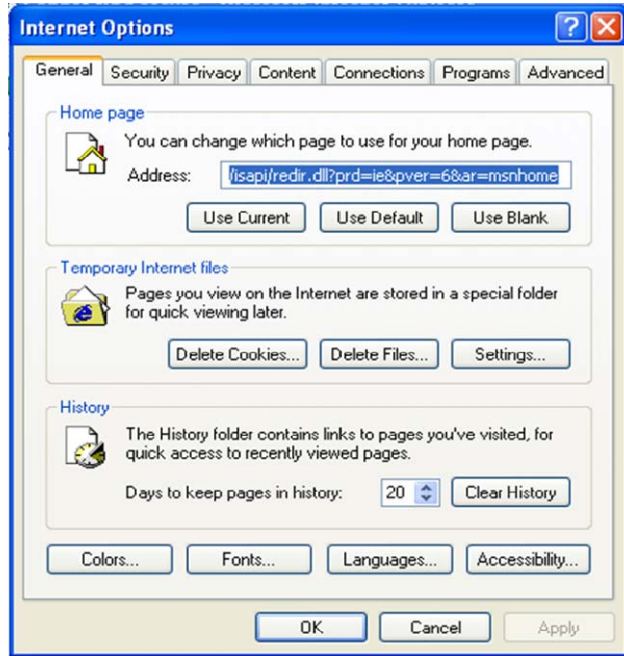 Internet Options
General Security Privacy Content Connections Programs Advanced
Home page
You can change which page to use for your home page.
Address: /isapi/redir.dll?prd=ie&pver=6&ar=msnhome
Use Current Use Default Use Blank
Temporary Internet files
Pages you view on the Internet are stored in a special folder
for quick viewing later.
Delete Cookies... Delete Files... Settings...
History
The History folder contains links to pages you've visited, for
quick access to recently viewed pages.
Days to keep pages in history: 20 Clear History
Colors... Fonts... Languages... Accessibility...
OK Cancel Apply